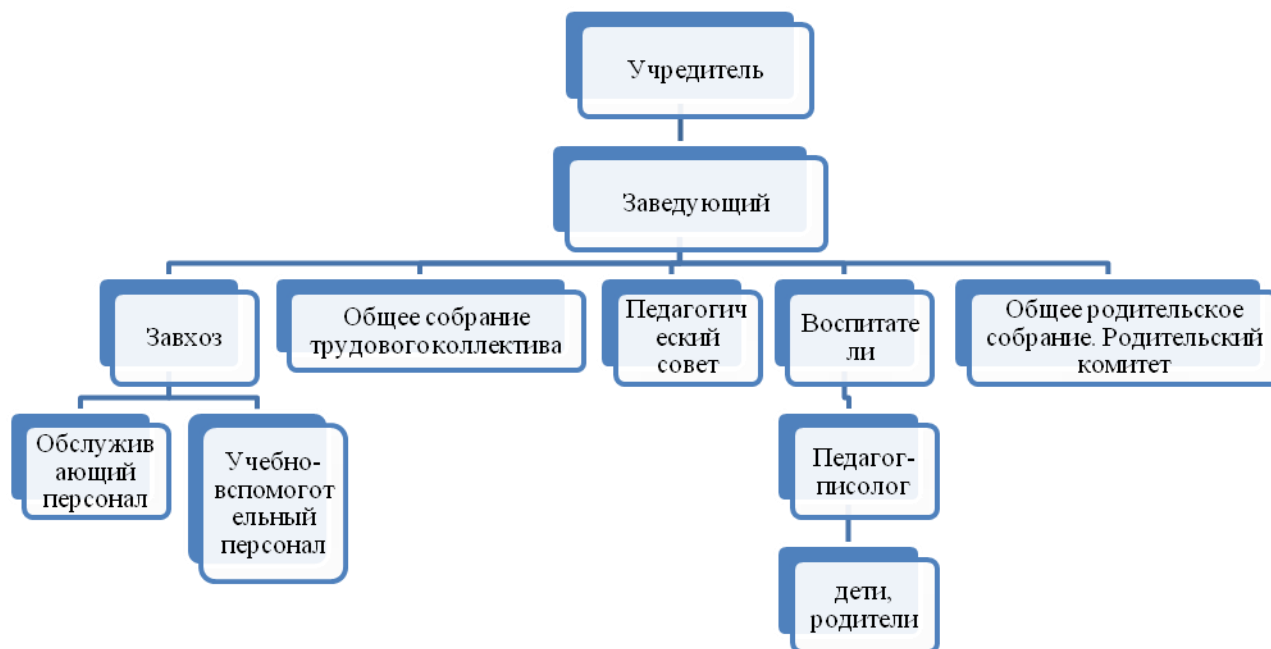 Учредитель
Заведующий
Завхоз
Общее собрание
трудового коллектива
Педагогич
еский
совет
Воспитате
ли
Общее родительское
собрание. Родительский
комитет
Обслужив
ающий
персонал
Учебно-
вспомогот
ельный
персонал
Педагог-
писолог
дети,
родители